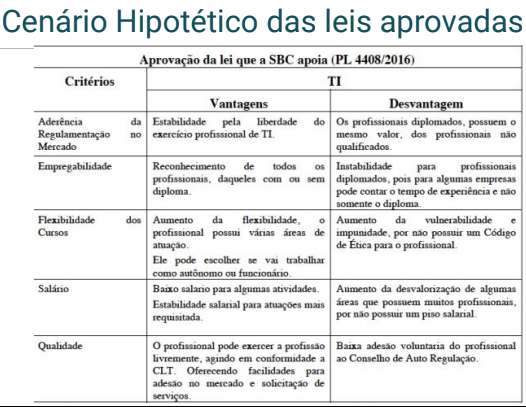 Cenário Hipotético das leis aprovadas
Aprovação da lei que a SBC apoia (PL 4408/2016)
Critérios
TI
Vantagens
Desvantagem
Aderência da
Regulamentação no
Mercado
Estabilidade pela liberdade do
exercício profissional de TI.
Os profissionais diplomados, possuem o
mesmo valor, dos profissionais não
qualificados.
Empregabilidade
Reconhecimento de todos os
profissionais, daqueles com ou sem
diploma.
Instabilidade para profissionais
diplomados, pois para algumas empresas
pode contar o tempo de experiência e não
somente o diploma.
Flexibilidade dos
Cursos
Aumento da flexibilidade, o
profissional possui várias áreas de
atuação.
Ele pode escolher se vai trabalhar
como autônomo ou funcionário.
Aumento da vulnerabilidade e
impunidade, por não possuir um Código
de Ética para o profissional.
Salário
Baixo salario para algumas atividades.
Estabilidade salarial para atuações mais
requisitada.
Aumento da desvalorização de algumas
áreas que possuem muitos profissionais,
por não possuir um piso salarial.
Qualidade
O profissional pode exercer a profissão
livremente, agindo em conformidade a
CLT. Oferecendo facilidades para
adesão no mercado e solicitação de
serviços.
Baixa adesão voluntaria do profissional
ao Conselho de Auto Regulação.